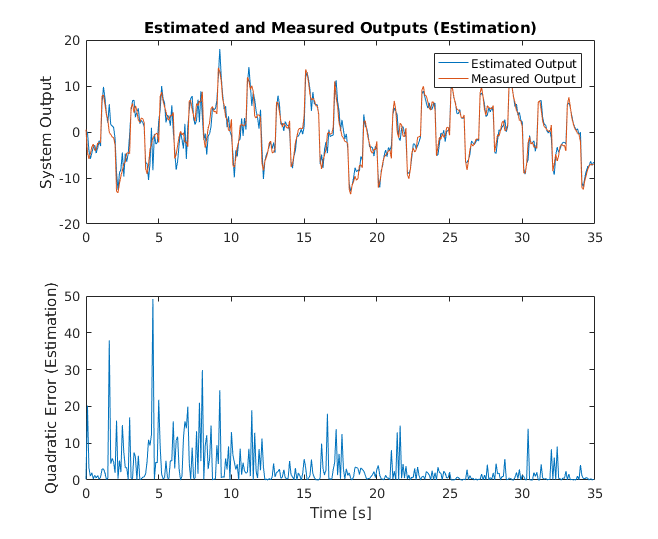 Estimated and Measured Outputs (Estimation)
System Output
20
10
0
-10
-20
Estimated Output
Measured Output
0 5 10 15 20 25 30 35
Quadratic Error (Estimation)
50
40
30
20
10
0
0 5 10 15 20 25 30 35
Time [s]